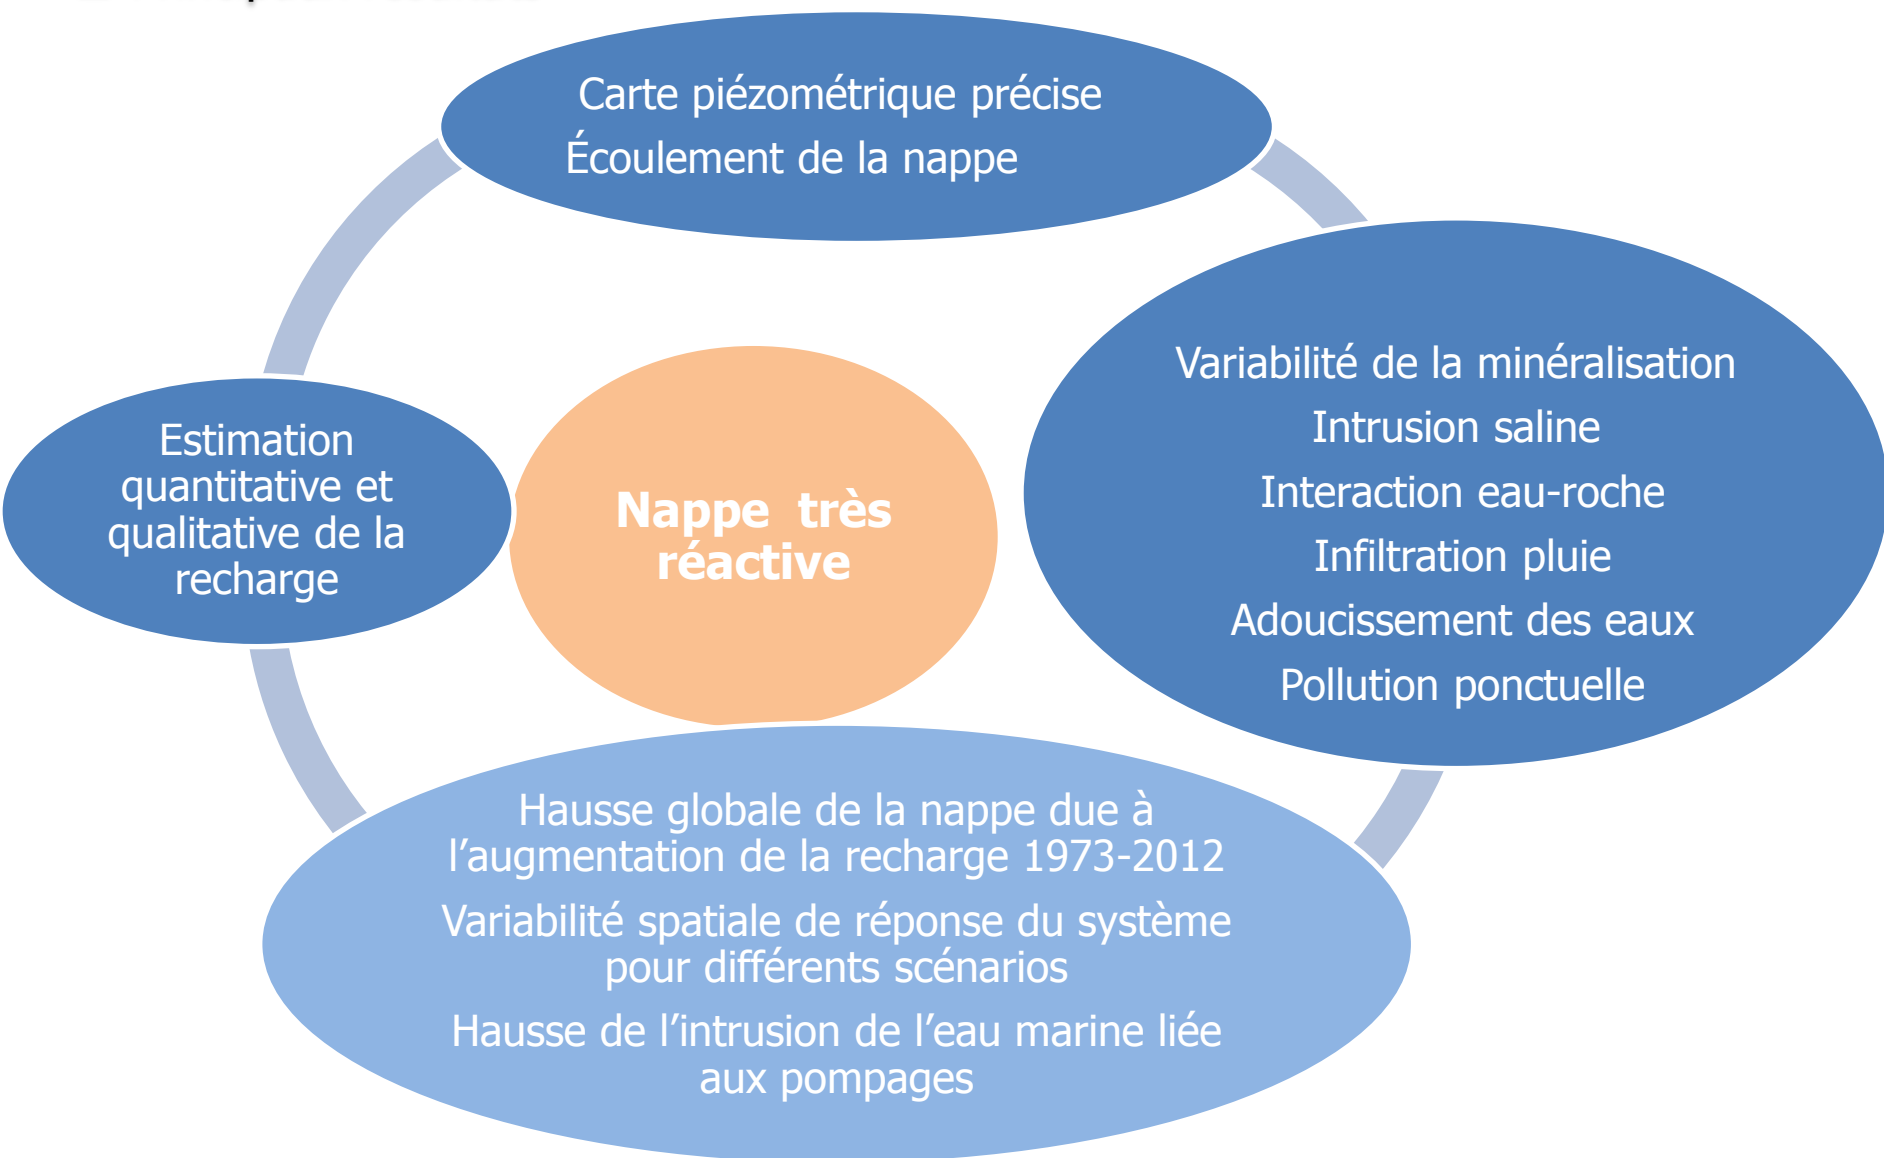 Carte piézométrique précise
Écoulement de la nappe
Variabilité de la minéralisation
Intrusion saline
Interaction eau-roche
Infiltration pluie
Adoucissement des eaux
Pollution ponctuelle
Estimation
quantitative et
qualitative de la
recharge
Nappe très
réactive
Hausse globale de la nappe due à
l’augmentation de la recharge 1973-2012
Variabilité spatiale de réponse du système
pour différents scénarios
Hausse de l’intrusion de l’eau marine liée
aux pompages